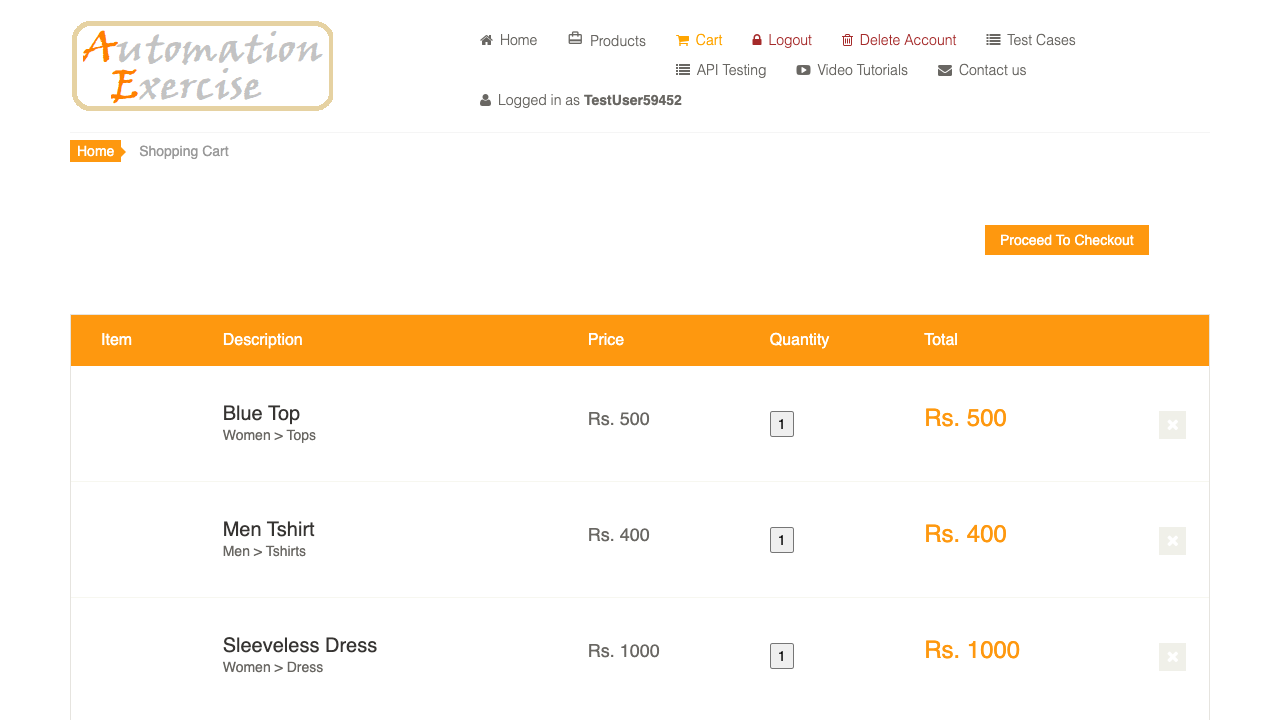 Automation
Exercise
Home
Products
Cart
Logout
Delete Account
Test Cases
API Testing
Video Tutorials
Contact us
Logged in as TestUser59452
Home
Shopping Cart
Proceed To Checkout
Item Description Price Quantity Total
Blue Top
Women > Tops
Rs. 500
1
Rs. 500
Men Tshirt
Men > Tshirts
Rs. 400
1
Rs. 400
Sleeveless Dress
Women > Dress
Rs. 1000
1
Rs. 1000